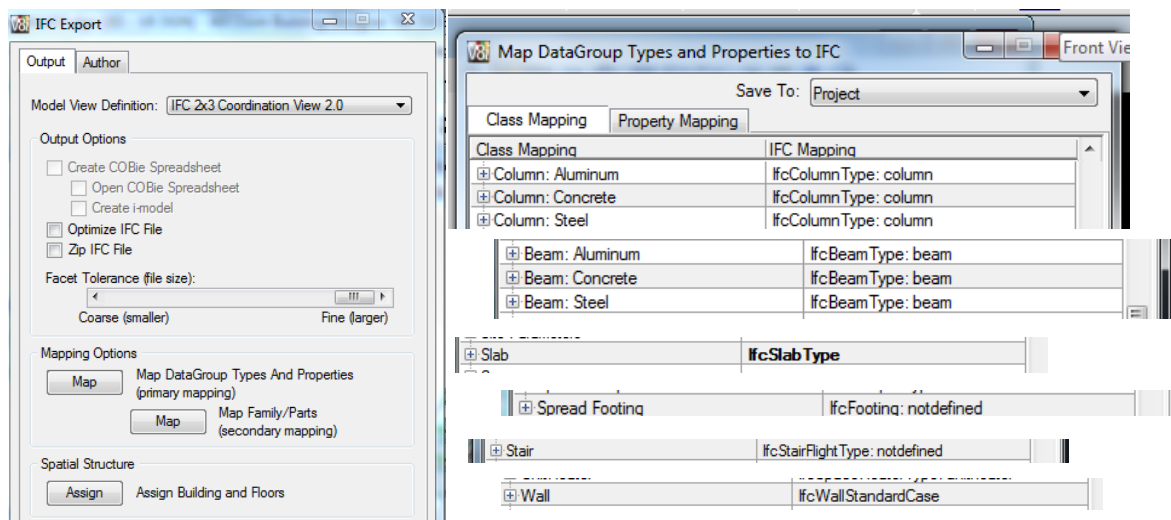 V8i IFC Export
Output Author
Model View Definition: IFC 2x3 Coordination View 2.0
Output Options
Create COBie Spreadsheet
Open COBie Spreadsheet
Create i-model
Optimize IFC File
Zip IFC File
Facet Tolerance (file size):
Coarse (smaller) Fine (larger)
Mapping Options
Map Map DataGroup Types And Properties
(primary mapping)
Map Map Family/Parts
(secondary mapping)
Spatial Structure
Assign Assign Building and Floors
V8i Map DataGroup Types and Properties to IFC
Front Vie
Save To: Project
Class Mapping Property Mapping
Class Mapping IFC Mapping
Column: Aluminum IfcColumnType: column
Column: Concrete IfcColumnType: column
Column: Steel IfcColumnType: column
Beam: Aluminum IfcBeamType: beam
Beam: Concrete IfcBeamType: beam
Beam: Steel IfcBeamType: beam
Slab IfcSlabType
Spread Footing IfcFooting: notdefined
Stair IfcStairFlightType: notdefined
Wall IfcWallStandardCase